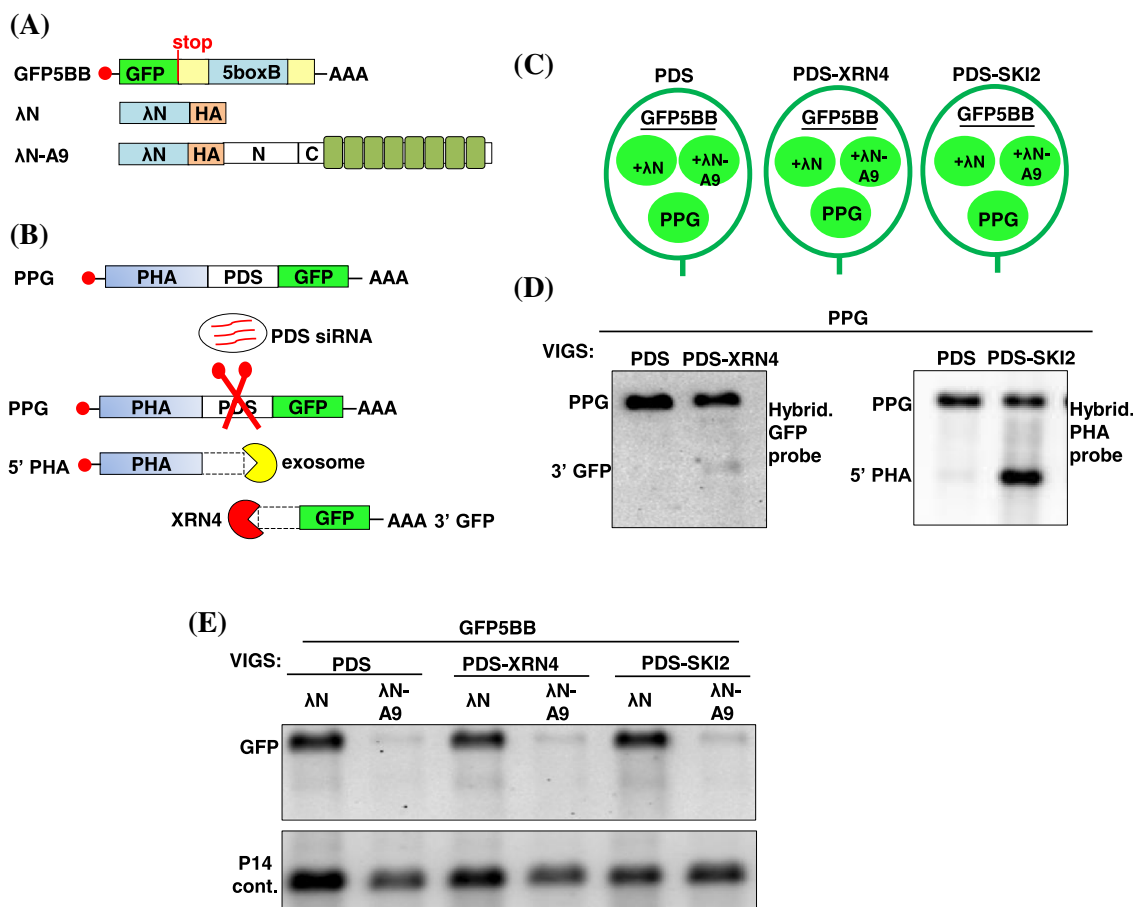 (A)
stop
GFP5BB GFP 5boxB AAA
λN λN HA
λN-A9 λN HA N C
(B)
PPG PHA PDS GFP AAA
PDS siRNA
PPG PHA PDS GFP AAA
5' PHA PHA exosome
XRN4 GFP AAA 3' GFP
(C)
PDS PDS-XRN4 PDS-SKI2
GFP5BB GFP5BB GFP5BB
+λN +λN-A9 +λN +λN-A9 +λN +λN-A9
PPG PPG PPG
(D)
PPG
VIGS: PDS PDS-XRN4 PDS PDS-SKI2
PPG Hybrid. GFP probe PPG Hybrid. PHA probe
3' GFP 5' PHA
(E)
GFP5BB
VIGS: PDS PDS-XRN4 PDS-SKI2
λN λN-A9 λN λN-A9 λN λN-A9
GFP
P14
cont.